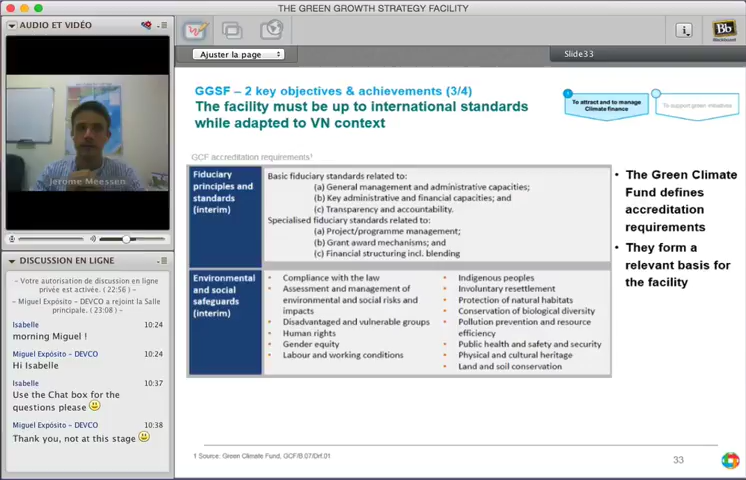 THE GREEN GROWTH STRATEGY FACILITY
AUDIO ET VIDÉO
Jerome Meessen
DISCUSSION EN LIGNE
- Votre autorisation de discussion en ligne
privée est activée. ( 22:56 ) -
- Miguel Expósito - DEVCO a rejoint la Salle
principale. ( 23:08 ) -
Isabelle 10:24
morning Miguel !
Miguel Expósito - DEVCO 10:24
Hi Isabelle
Isabelle 10:37
Use the Chat box for the
questions please
Miguel Expósito - DEVCO 10:38
Thank you, not at this stage
Bb
Ajuster la page
Slide33
GGSF – 2 key objectives & achievements (3/4)
The facility must be up to international standards
while adapted to VN context
1
To attract and to manage
Climate finance
To support green initiatives
GCF accreditation requirements¹
Fiduciary
principles and
standards
(interim)
Basic fiduciary standards related to:
(a) General management and administrative capacities;
(b) Key administrative and financial capacities; and
(c) Transparency and accountability.
Specialised fiduciary standards related to:
(a) Project/programme management;
(b) Grant award mechanisms; and
(c) Financial structuring incl. blending
Environmental
and social
safeguards
(interim)
• Compliance with the law
• Assessment and management of
environmental and social risks and
impacts
• Disadvantaged and vulnerable groups
• Human rights
• Gender equity
• Labour and working conditions
• Indigenous peoples
• Involuntary resettlement
• Protection of natural habitats
• Conservation of biological diversity
• Pollution prevention and resource
efficiency
• Public health and safety and security
• Physical and cultural heritage
• Land and soil conservation
• The Green Climate
Fund defines
accreditation
requirements
• They form a
relevant basis for
the facility
1 Source: Green Climate Fund, GCF/B.07/Drf.01
33